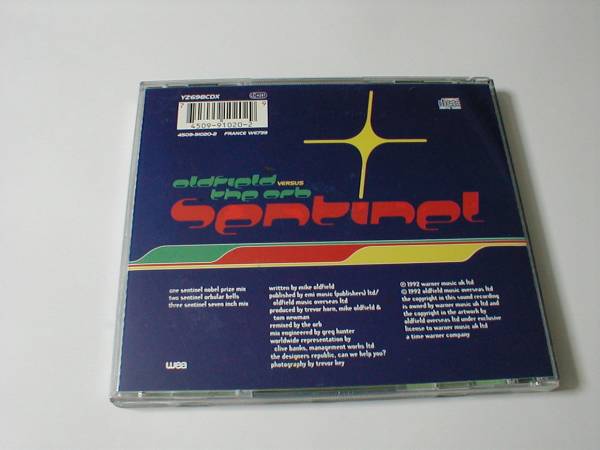 YZ698CDX
LC 4281
7
9
4509-91020-2
4509-91020-2 FRANCE WE739
oldfield versus
the orb
sentinel
one sentinel nobel prize mix
two sentinel orbular bells
three sentinel seven inch mix
written by mike oldfield
published by emi music (publishers) ltd/
oldfield music overseas ltd
produced by trevor horn, mike oldfield &
tom newman
remixed by the orb
mix engineered by greg hunter
worldwide representation by
clive banks, management works ltd
the designers republic, can we help you?
photography by trevor key
℗ 1992 warner music uk ltd
© 1992 oldfield music overseas ltd
the copyright in this sound recording
is owned by warner music uk ltd and
the copyright in the artwork by
oldfield overseas ltd under exclusive
license to warner music uk ltd
a time warner company
wea